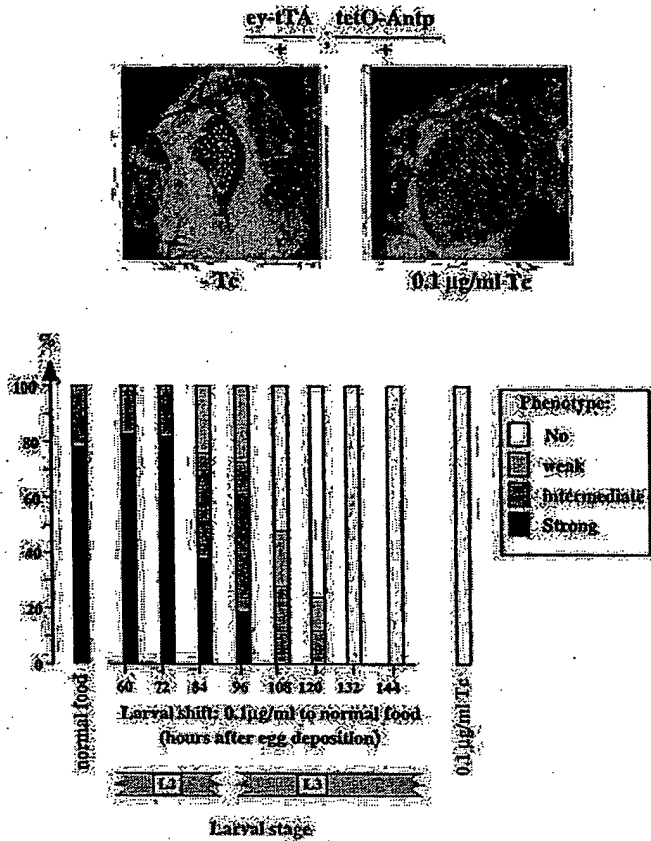 ey-tTA ; tetO-Antp
+ +
- Tc
0.1 µg/ml Tc
%
100
80
60
40
20
0
normal food
60 72 84 96 108 120 132 144
0.1 µg/ml Tc
Larval shift: 0.1µg/ml to normal food
(hours after egg deposition)
L2 L3
Larval stage
Phenotype:
No
weak
Intermediate
Strong